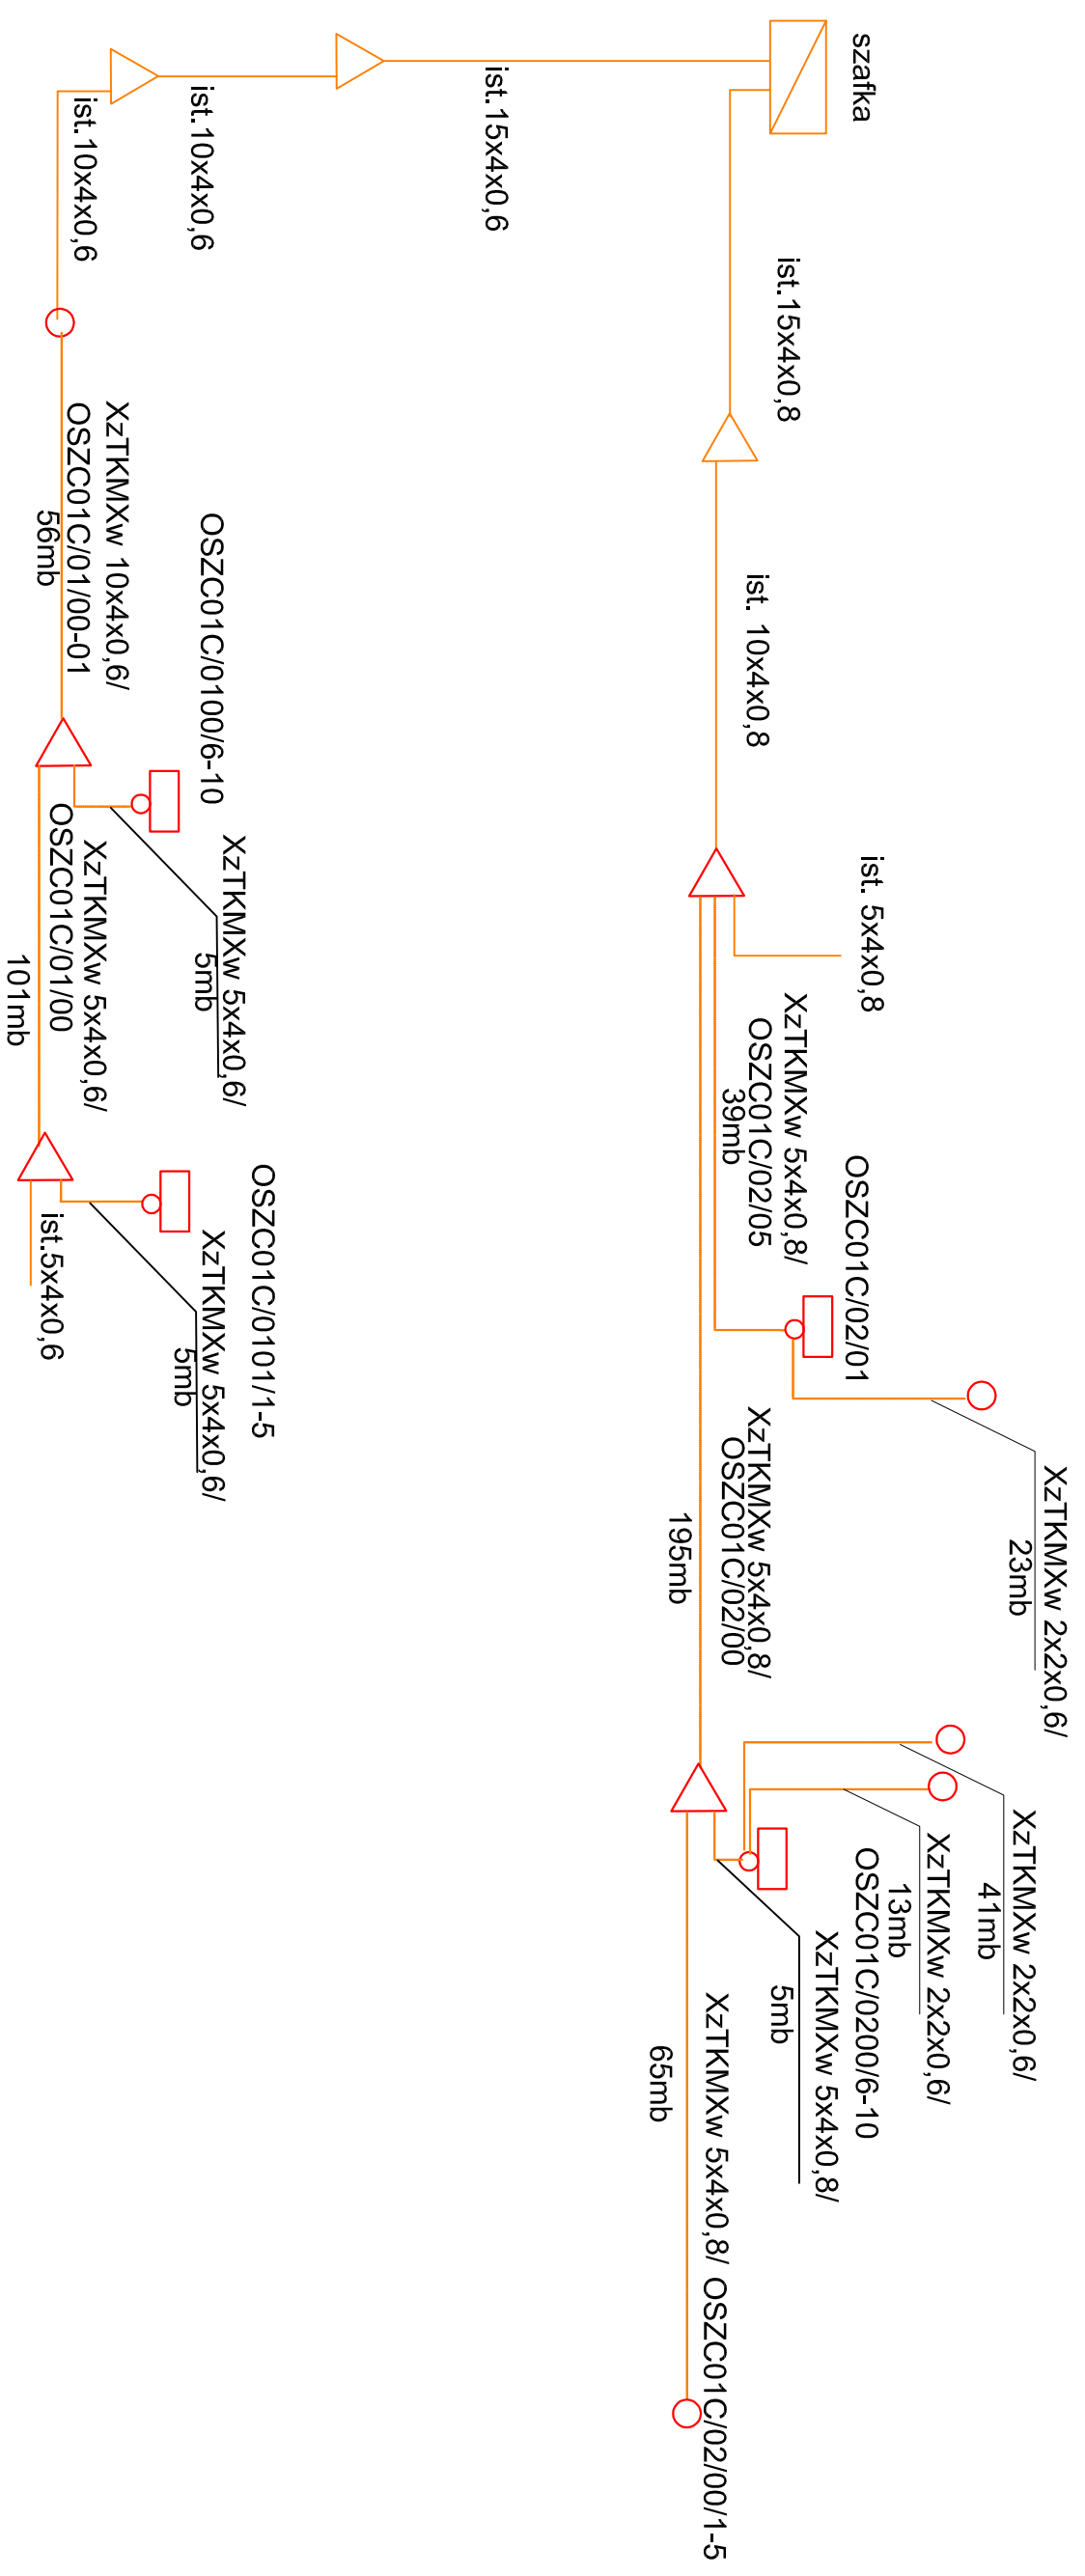 szafka
ist.15x4x0,8
ist. 10x4x0,8
ist. 5x4x0,8
XzTKMXw 5x4x0,8/
OSZC01C/02/05
39mb
OSZC01C/02/01
XzTKMXw 2x2x0,6/
23mb
XzTKMXw 5x4x0,8/
OSZC01C/02/00
195mb
XzTKMXw 2x2x0,6/
41mb
XzTKMXw 2x2x0,6/
13mb
OSZC01C/0200/6-10
XzTKMXw 5x4x0,8/
5mb
XzTKMXw 5x4x0,8/ OSZC01C/02/00/1-5
65mb
ist.15x4x0,6
ist.10x4x0,6
ist.10x4x0,6
XzTKMXw 10x4x0,6/
OSZC01C/01/00-01
56mb
OSZC01C/0100/6-10
XzTKMXw 5x4x0,6/
5mb
XzTKMXw 5x4x0,6/
OSZC01C/01/00
101mb
OSZC01C/0101/1-5
XzTKMXw 5x4x0,6/
5mb
ist.5x4x0,6